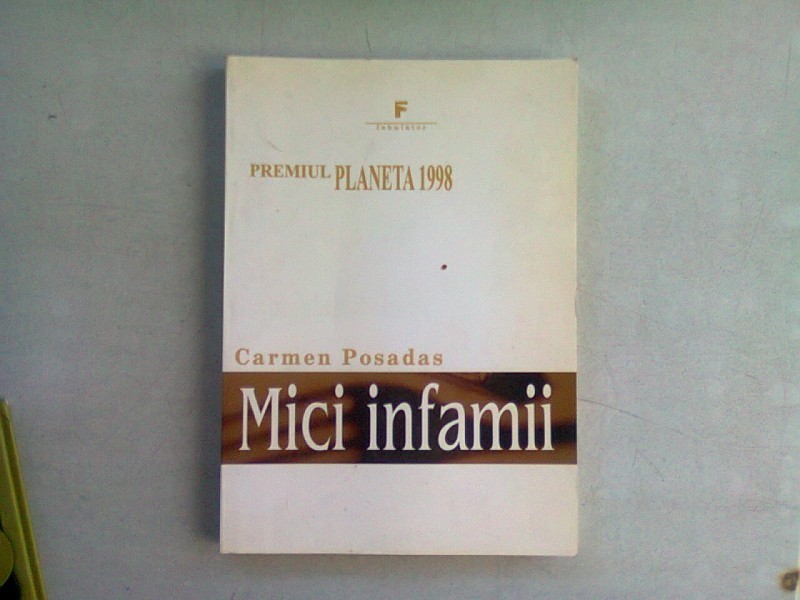 F
fabulator
PREMIUL PLANETA 1998
Carmen Posadas
Mici infamii